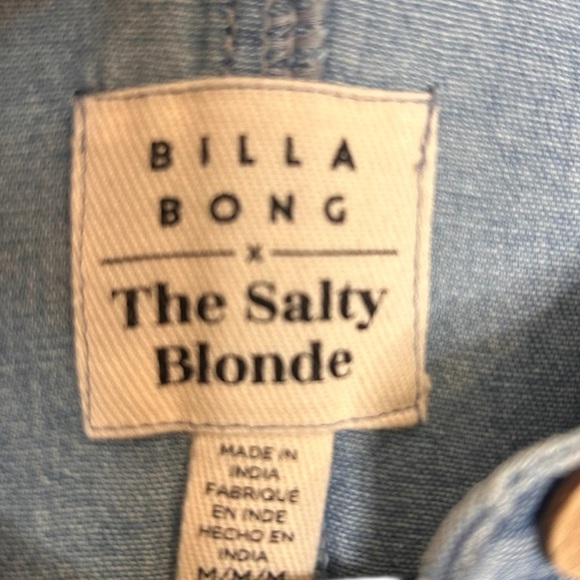 BILLA
BONG
x
The Salty
Blonde
MADE IN
INDIA
FABRIQUÉ
EN INDE
HECHO EN
INDIA
M/M/M